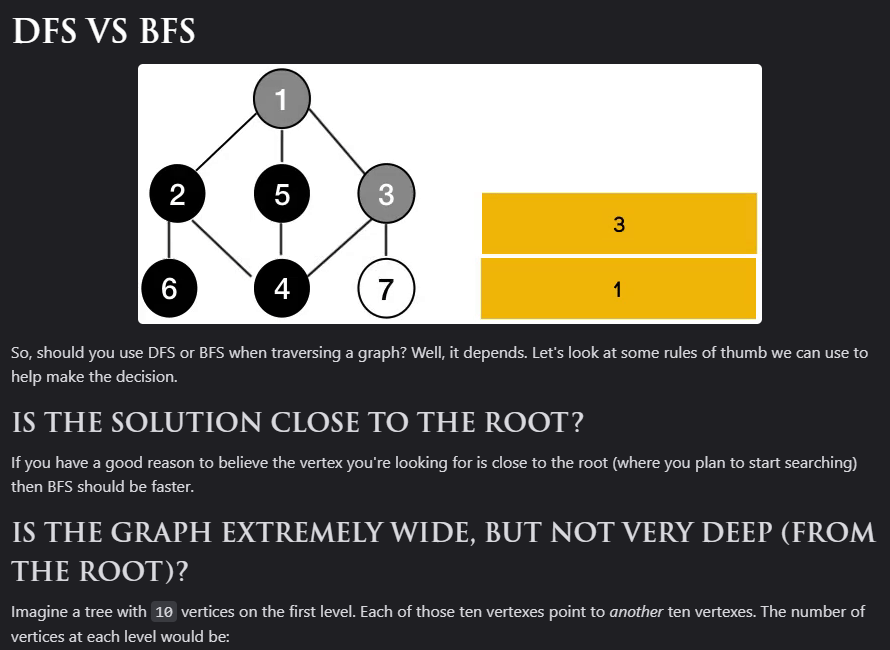 DFS VS BFS
1
2
5
3
3
6
4
7
1
So, should you use DFS or BFS when traversing a graph? Well, it depends. Let's look at some rules of thumb we can use to
help make the decision.
IS THE SOLUTION CLOSE TO THE ROOT?
If you have a good reason to believe the vertex you're looking for is close to the root (where you plan to start searching)
then BFS should be faster.
IS THE GRAPH EXTREMELY WIDE, BUT NOT VERY DEEP (FROM
THE ROOT)?
Imagine a tree with 10 vertices on the first level. Each of those ten vertexes point to another ten vertexes. The number of
vertices at each level would be: